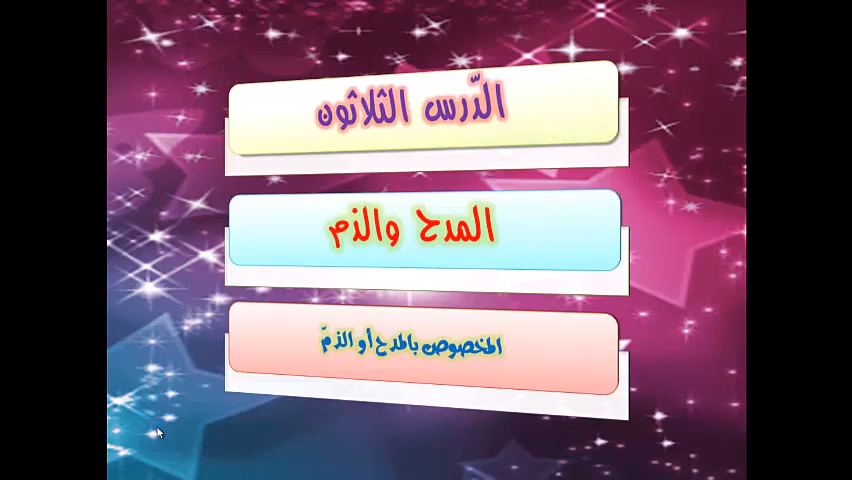 الدّرس الثلاثون
المدح والذم
المخصوص بالمدح أو الذمّ